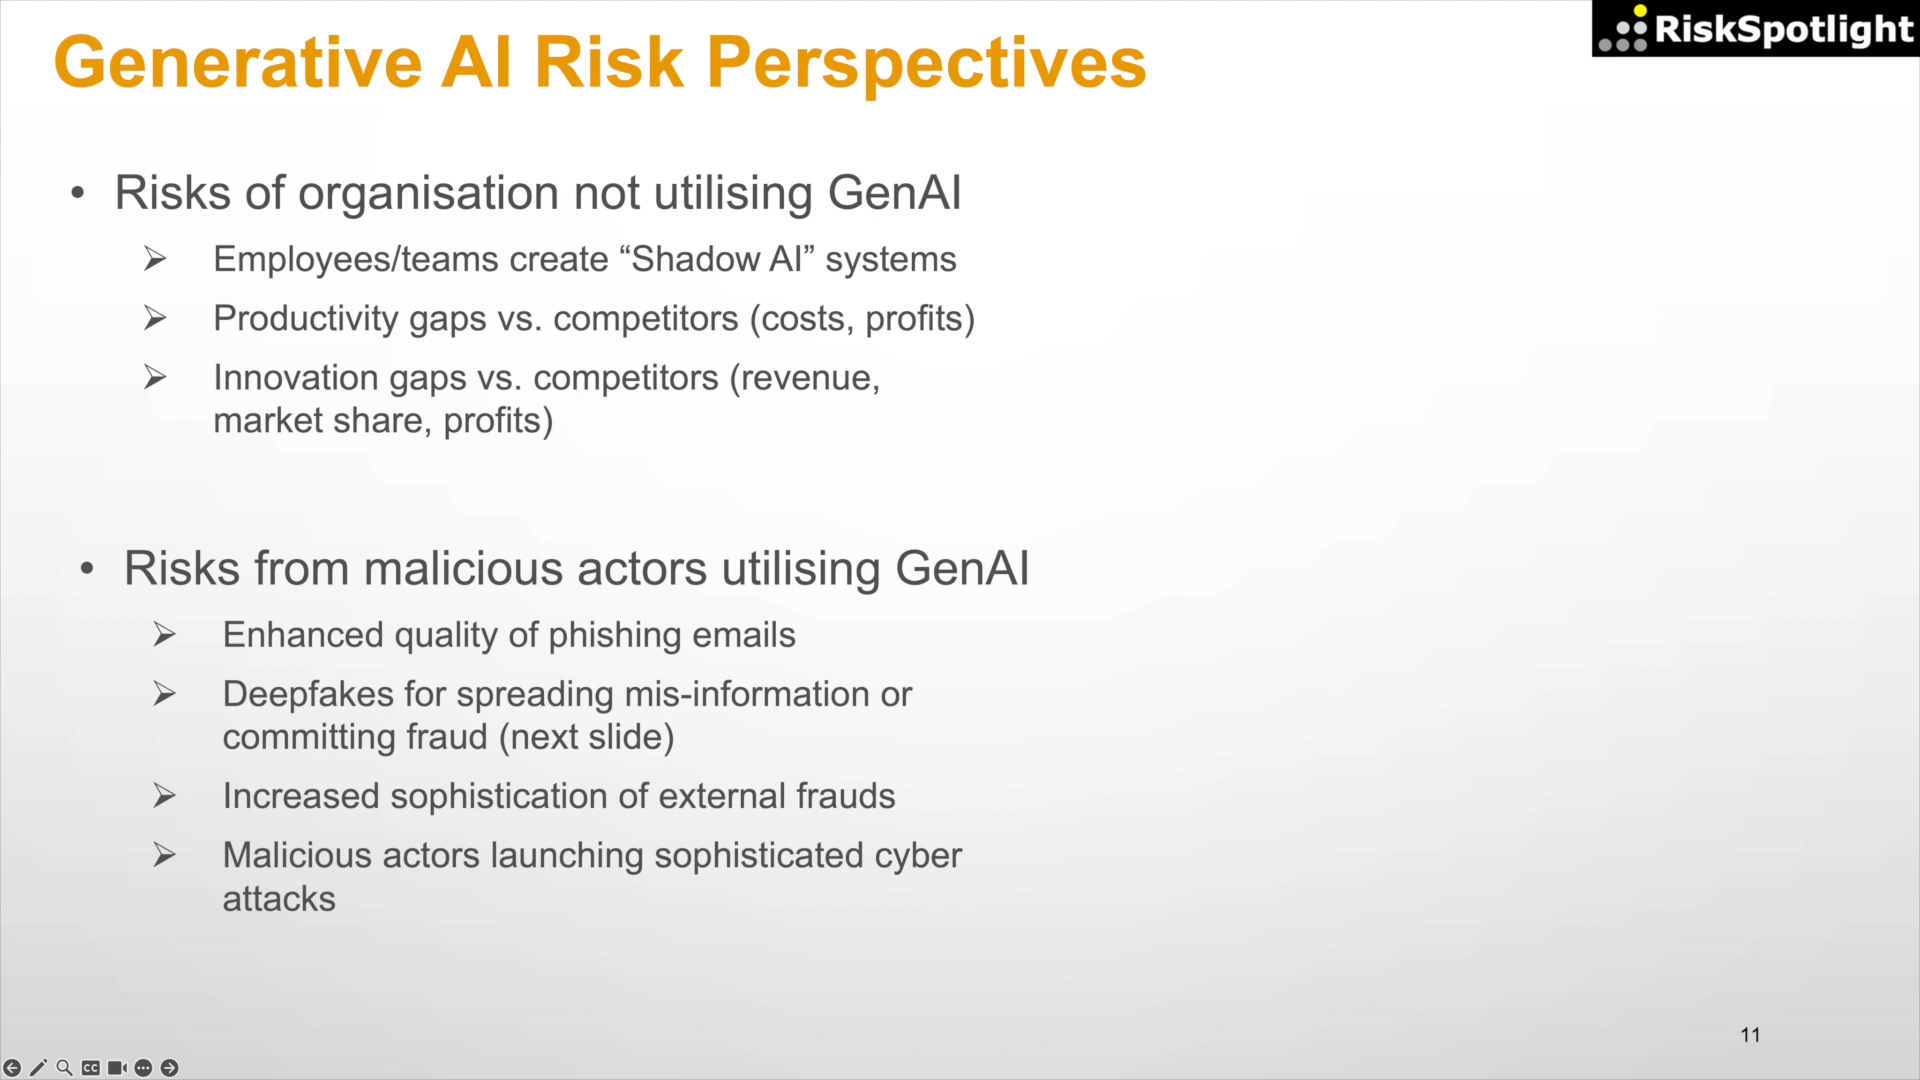 Generative AI Risk Perspectives
RiskSpotlight
• Risks of organisation not utilising GenAI
➢ Employees/teams create “Shadow AI” systems
➢ Productivity gaps vs. competitors (costs, profits)
➢ Innovation gaps vs. competitors (revenue,
market share, profits)
• Risks from malicious actors utilising GenAI
➢ Enhanced quality of phishing emails
➢ Deepfakes for spreading mis-information or
committing fraud (next slide)
➢ Increased sophistication of external frauds
➢ Malicious actors launching sophisticated cyber
attacks
11
CC